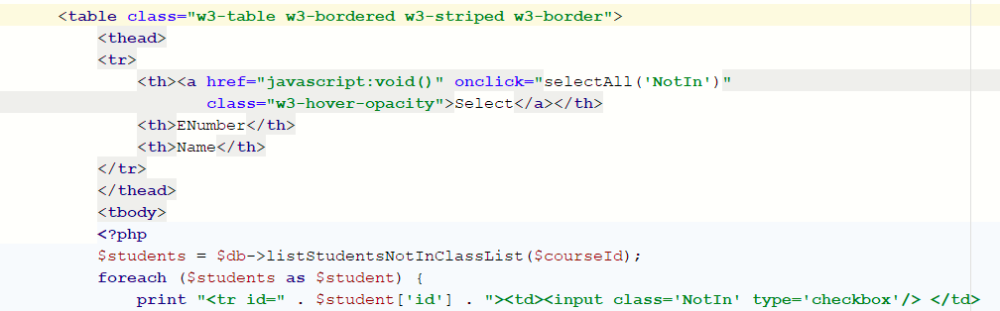 <table class="w3-table w3-bordered w3-striped w3-border">
<thead>
<tr>
<th><a href="javascript:void()" onclick="selectAll('NotIn')"
class="w3-hover-opacity">Select</a></th>
<th>ENumber</th>
<th>Name</th>
</tr>
</thead>
<tbody>
<?php
$students = $db->listStudentsNotInClassList($courseId);
foreach ($students as $student) {
print "<tr id=" . $student['id'] . "><td><input class='NotIn' type='checkbox'/> </td>